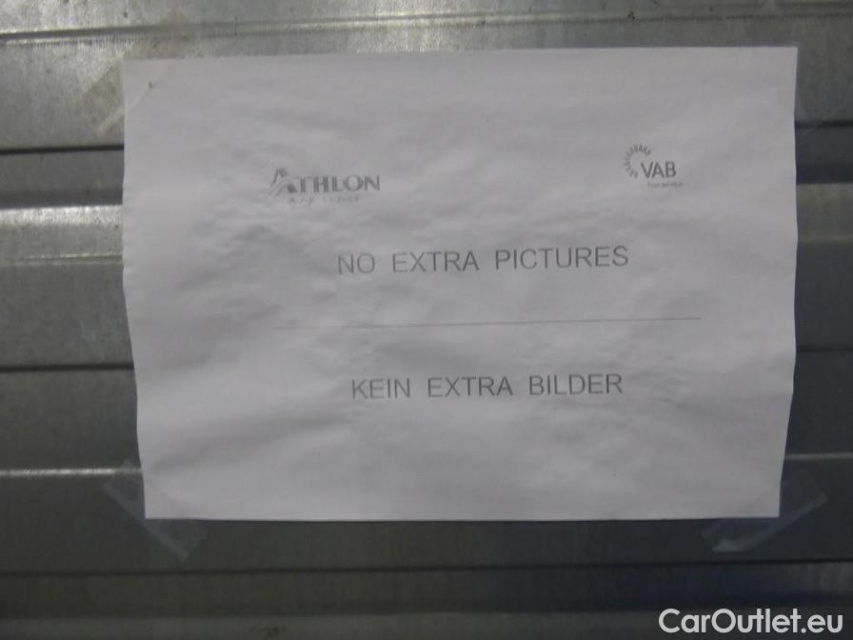 ATHLON
VAB
NO EXTRA PICTURES
KEIN EXTRA BILDER
CarOutlet.eu